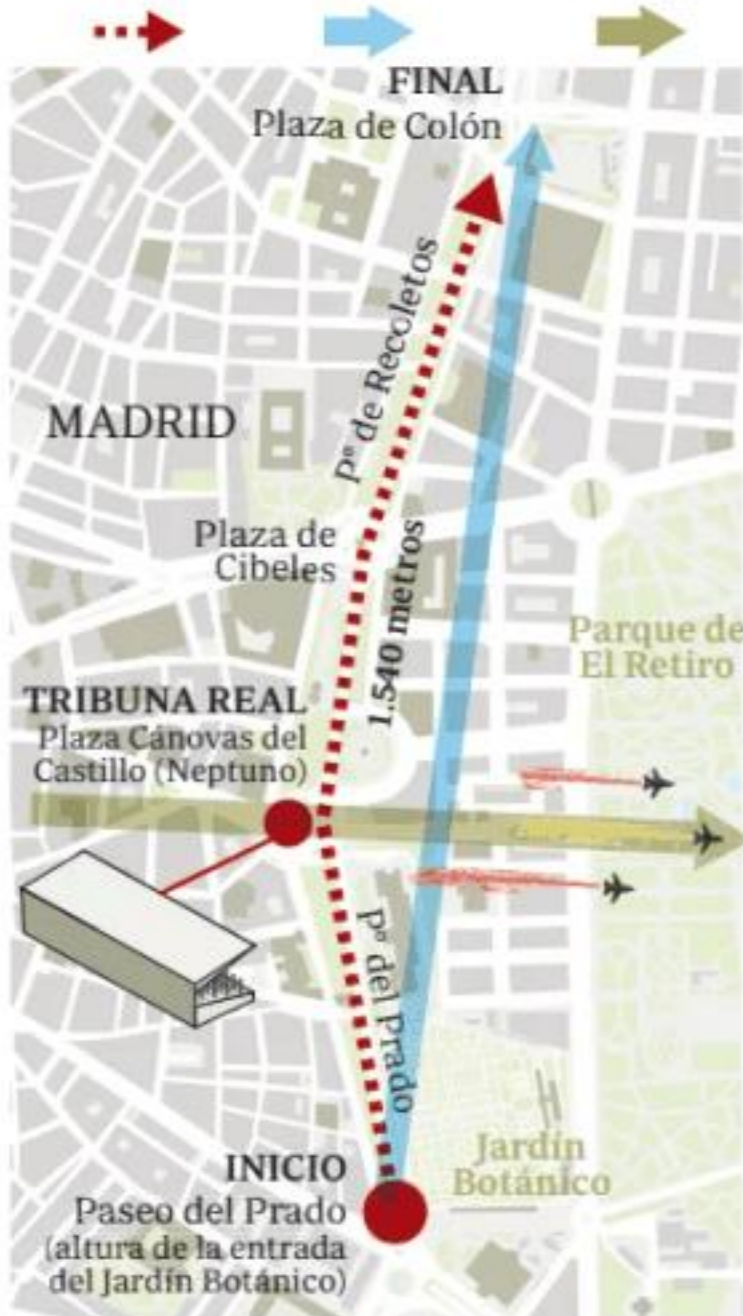 FINAL
Plaza de Colón
Pº de Recoletos
MADRID
Plaza de
Cibeles
1.540 metros
Parque de
El Retiro
TRIBUNA REAL
Plaza Cánovas del
Castillo (Neptuno)
Pº del Prado
Jardín
Botánico
INICIO
Paseo del Prado
(altura de la entrada
del Jardín Botánico)